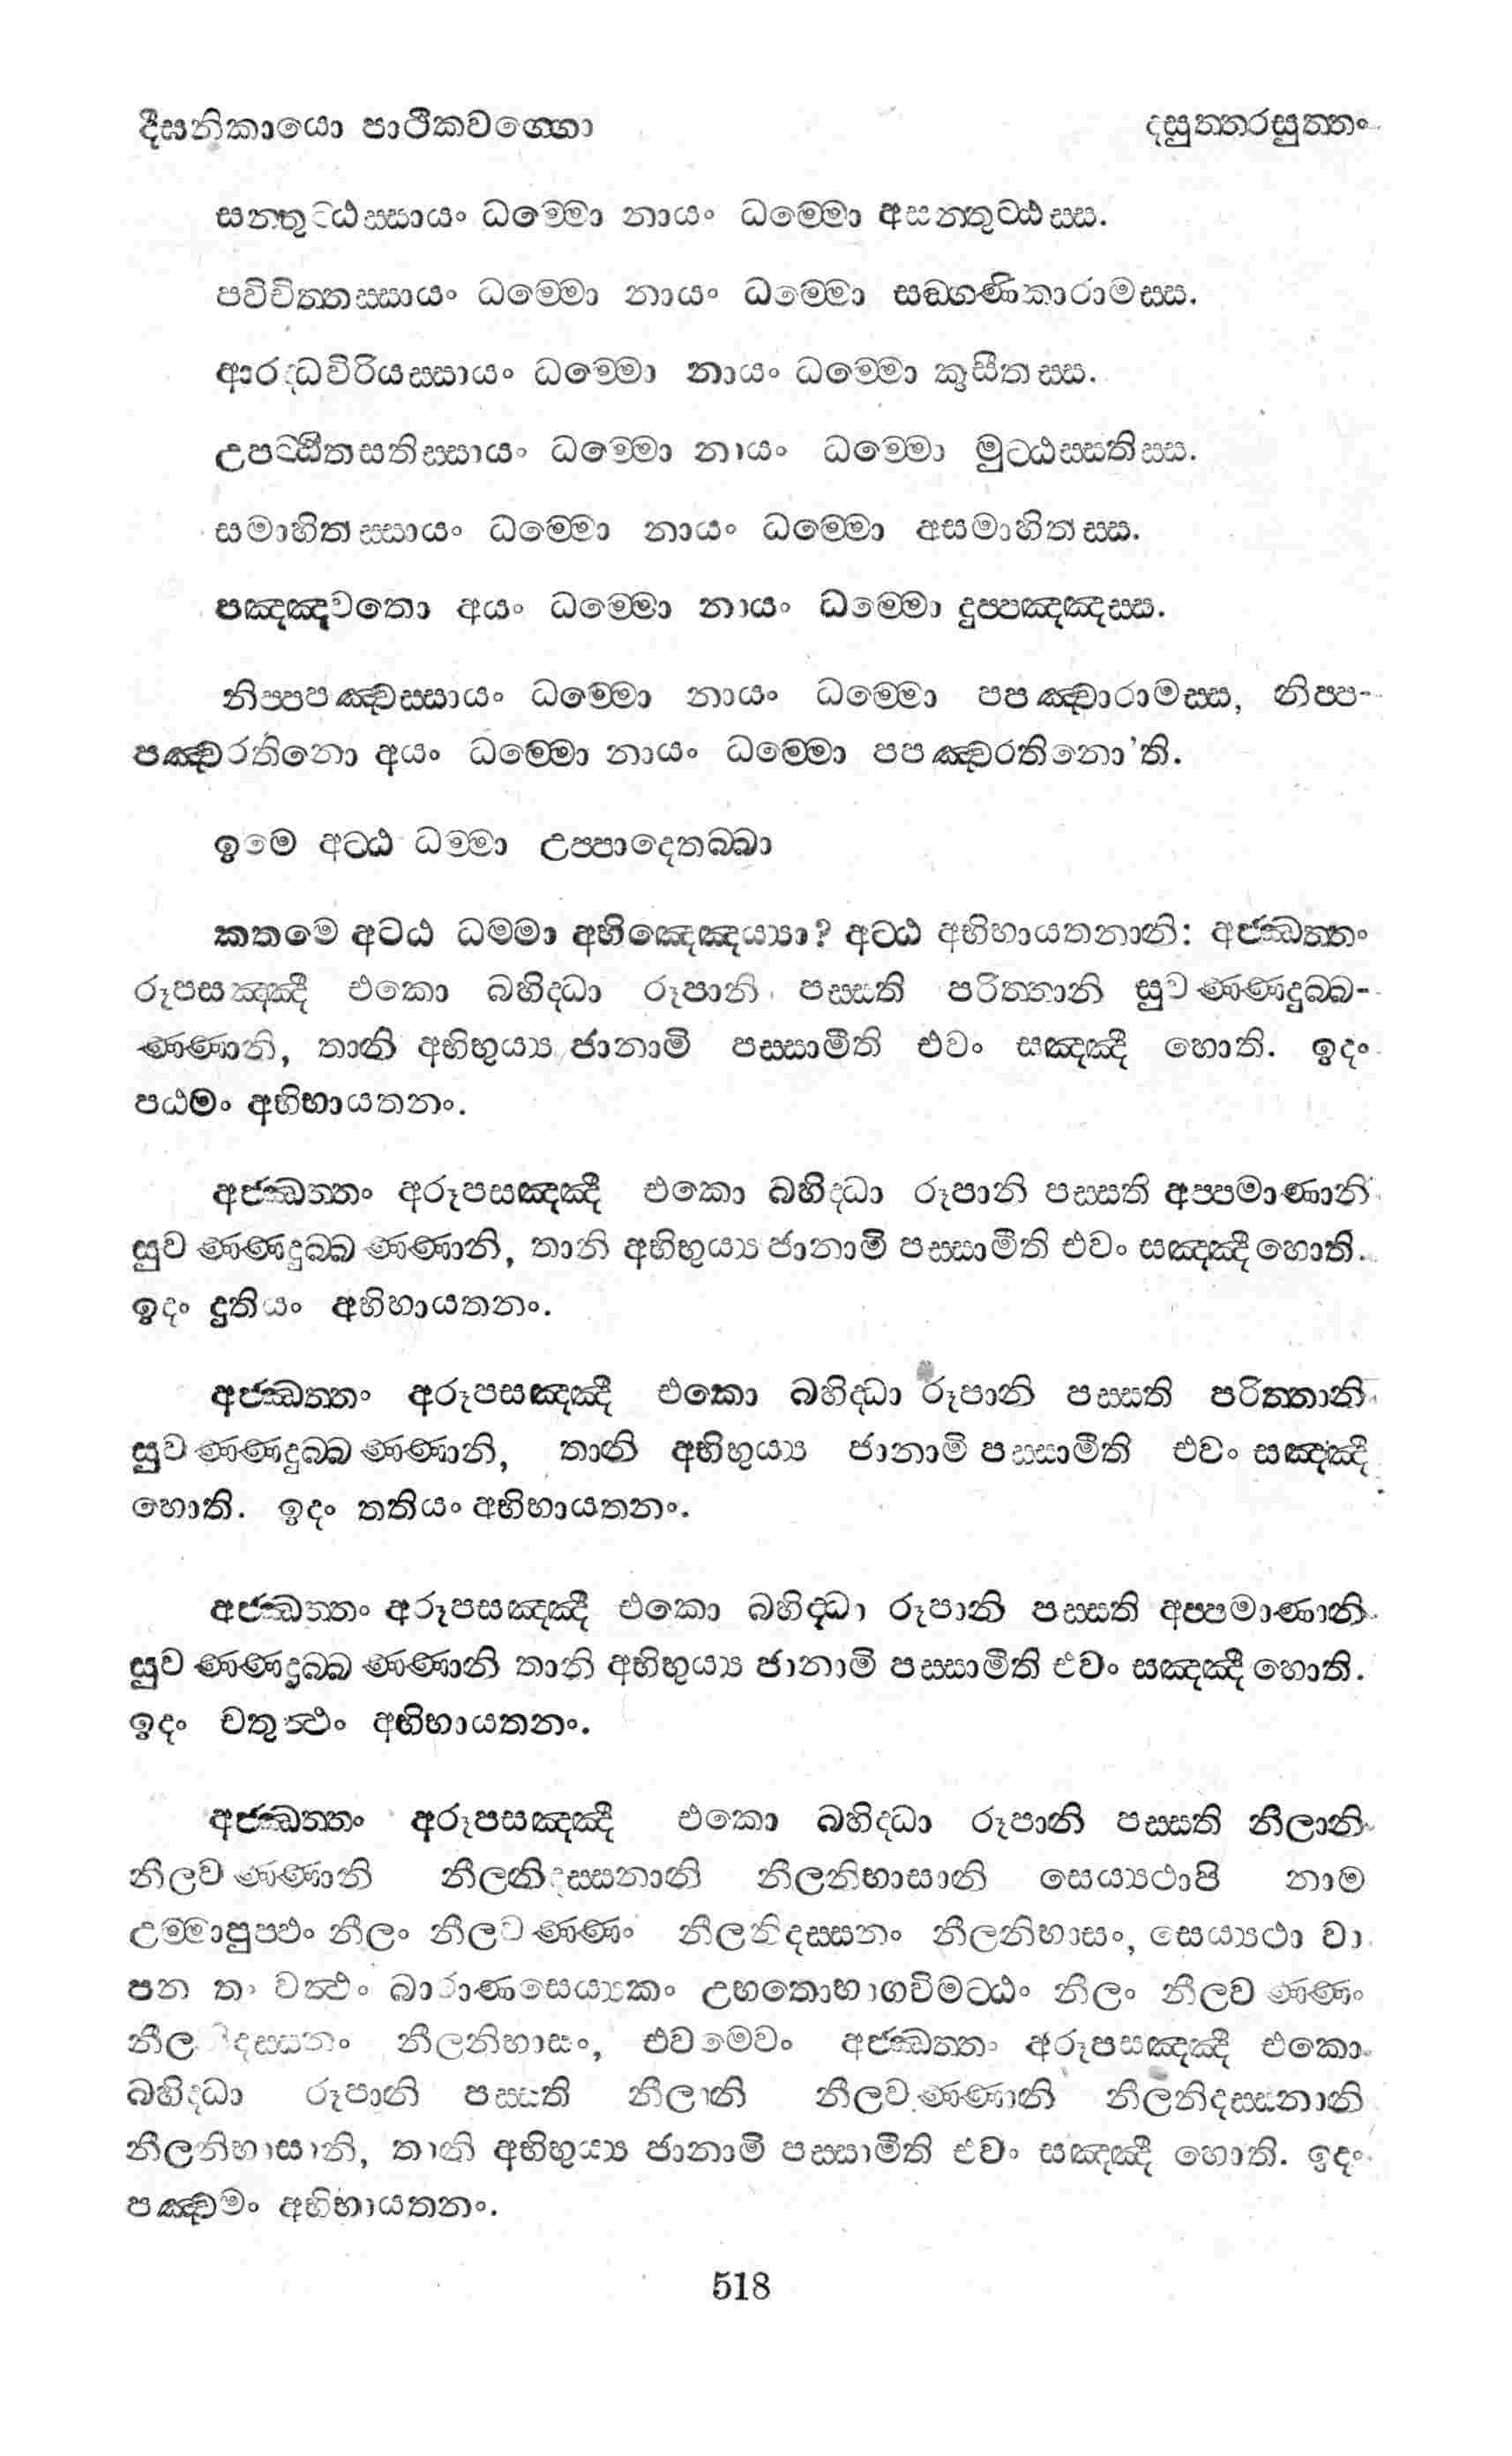 දීඝනිකායො පාථිකවග්ගො
දසුත්තරසුත්තං
සන්තුට්ඨස්සායං ධම්මො නායං ධම්මො අසන්තුට්ඨස්ස.
පවිචිත්තස්සායං ධම්මො නායං ධම්මො සඞ්ගණිකාරාමස්ස.
ආරද්ධවිරියස්සායං ධම්මො නායං ධම්මො කුසීතස්ස.
උපට්ඨිතසතිස්සායං ධම්මො නායං ධම්මො මුට්ඨස්සතිස්ස.
සමාහිතස්සායං ධම්මො නායං ධම්මො අසමාහිතස්ස.
පඤ්ඤවතො අයං ධම්මො නායං ධම්මො දුප්පඤ්ඤස්ස.
නිප්පපඤ්චස්සායං ධම්මො නායං ධම්මො පපඤ්චාරාමස්ස, නිප්ප-
පඤ්චරතිනො අයං ධම්මො නායං ධම්මො පපඤ්චරතිනො'ති.
ඉමෙ අට්ඨ ධම්මා උප්පාදෙතබ්බා
කතමෙ අටඨ ධමමා අභිඤ්ඤෙය්‍යා? අට්ඨ අභිභායතනානි: අජ්ඣත්තං
රූපසඤ්ඤී එකො බහිද්ධා රූපානි පස්සති පරිත්තානි සුවණ්ණදුබ්බ-
ණ්ණානි, තානි අභිභුය්‍ය ජානාමි පස්සාමීති එවං සඤ්ඤී හොති. ඉදං
පඨමං අභිභායතනං.
අජ්ඣත්තං අරූපසඤ්ඤී එකො බහිද්ධා රූපානි පස්සති අප්පමාණානි
සුවණ්ණදුබ්බණ්ණානි, තානි අභිභුය්‍ය ජානාමි පස්සාමීති එවං සඤ්ඤී හොති.
ඉදං දුතියං අභිභායතනං.
අජ්ඣත්තං අරූපසඤ්ඤී එකො බහිද්ධා රූපානි පස්සති පරිත්තානි
සුවණ්ණදුබ්බණ්ණානි, තානි අභිභුය්‍ය ජානාමි පස්සාමීති එවං සඤ්ඤී
හොති. ඉදං තතියං අභිභායතනං.
අජ්ඣත්තං අරූපසඤ්ඤී එකො බහිද්ධා රූපානි පස්සති අප්පමාණානි
සුවණ්ණදුබ්බණ්ණානි තානි අභිභුය්‍ය ජානාමි පස්සාමීති එවං සඤ්ඤී හොති.
ඉදං චතුත්ථං අභිභායතනං.
අජ්ඣත්තං අරූපසඤ්ඤී එකො බහිද්ධා රූපානි පස්සති නීලානි
නීලවණ්ණානි නීලනිදස්සනානි නීලනිභාසානි සෙය්‍යථාපි නාම
උම්මාපුප්ඵං නීලං නීලවණ්ණං නීලනිදස්සනං නීලනිභාසං, සෙය්‍යථා වා
පන තං වත්ථං බාරාණසෙය්‍යකං උභතොභාගවිමට්ඨං නීලං නීලවණ්ණං
නීලනිදස්සනං නීලනිභාසං, එවමෙවං අජ්ඣත්තං අරූපසඤ්ඤී එකො
බහිද්ධා රූපානි පස්සති නීලානි නීලවණ්ණානි නීලනිදස්සනානි
නීලනිභාසානි, තානි අභිභුය්‍ය ජානාමි පස්සාමීති එවං සඤ්ඤී හොති. ඉදං
පඤ්චමං අභිභායතනං.
518